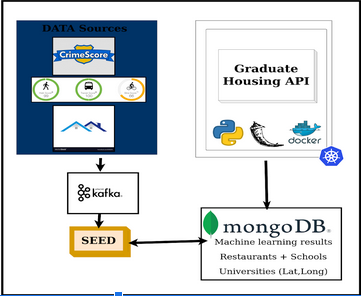 DATA Sources
CrimeScore
Graduate
Housing API
docker
kafka.
SEED
mongoDB.
Machine learning results
Restaurants + Schools
Universities (Lat,Long)